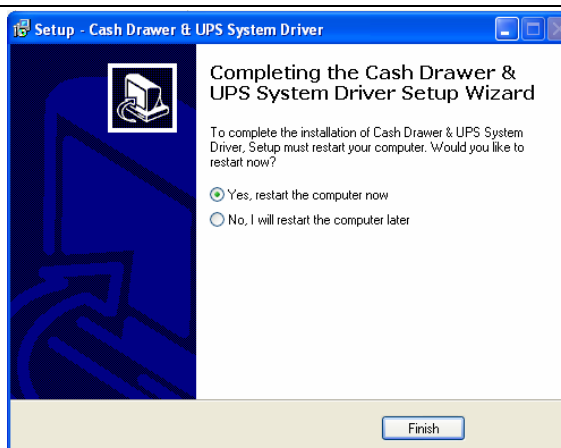 Setup - Cash Drawer & UPS System Driver
Completing the Cash Drawer &
UPS System Driver Setup Wizard
To complete the installation of Cash Drawer & UPS System
Driver, Setup must restart your computer. Would you like to
restart now?
Yes, restart the computer now
No, I will restart the computer later
Finish